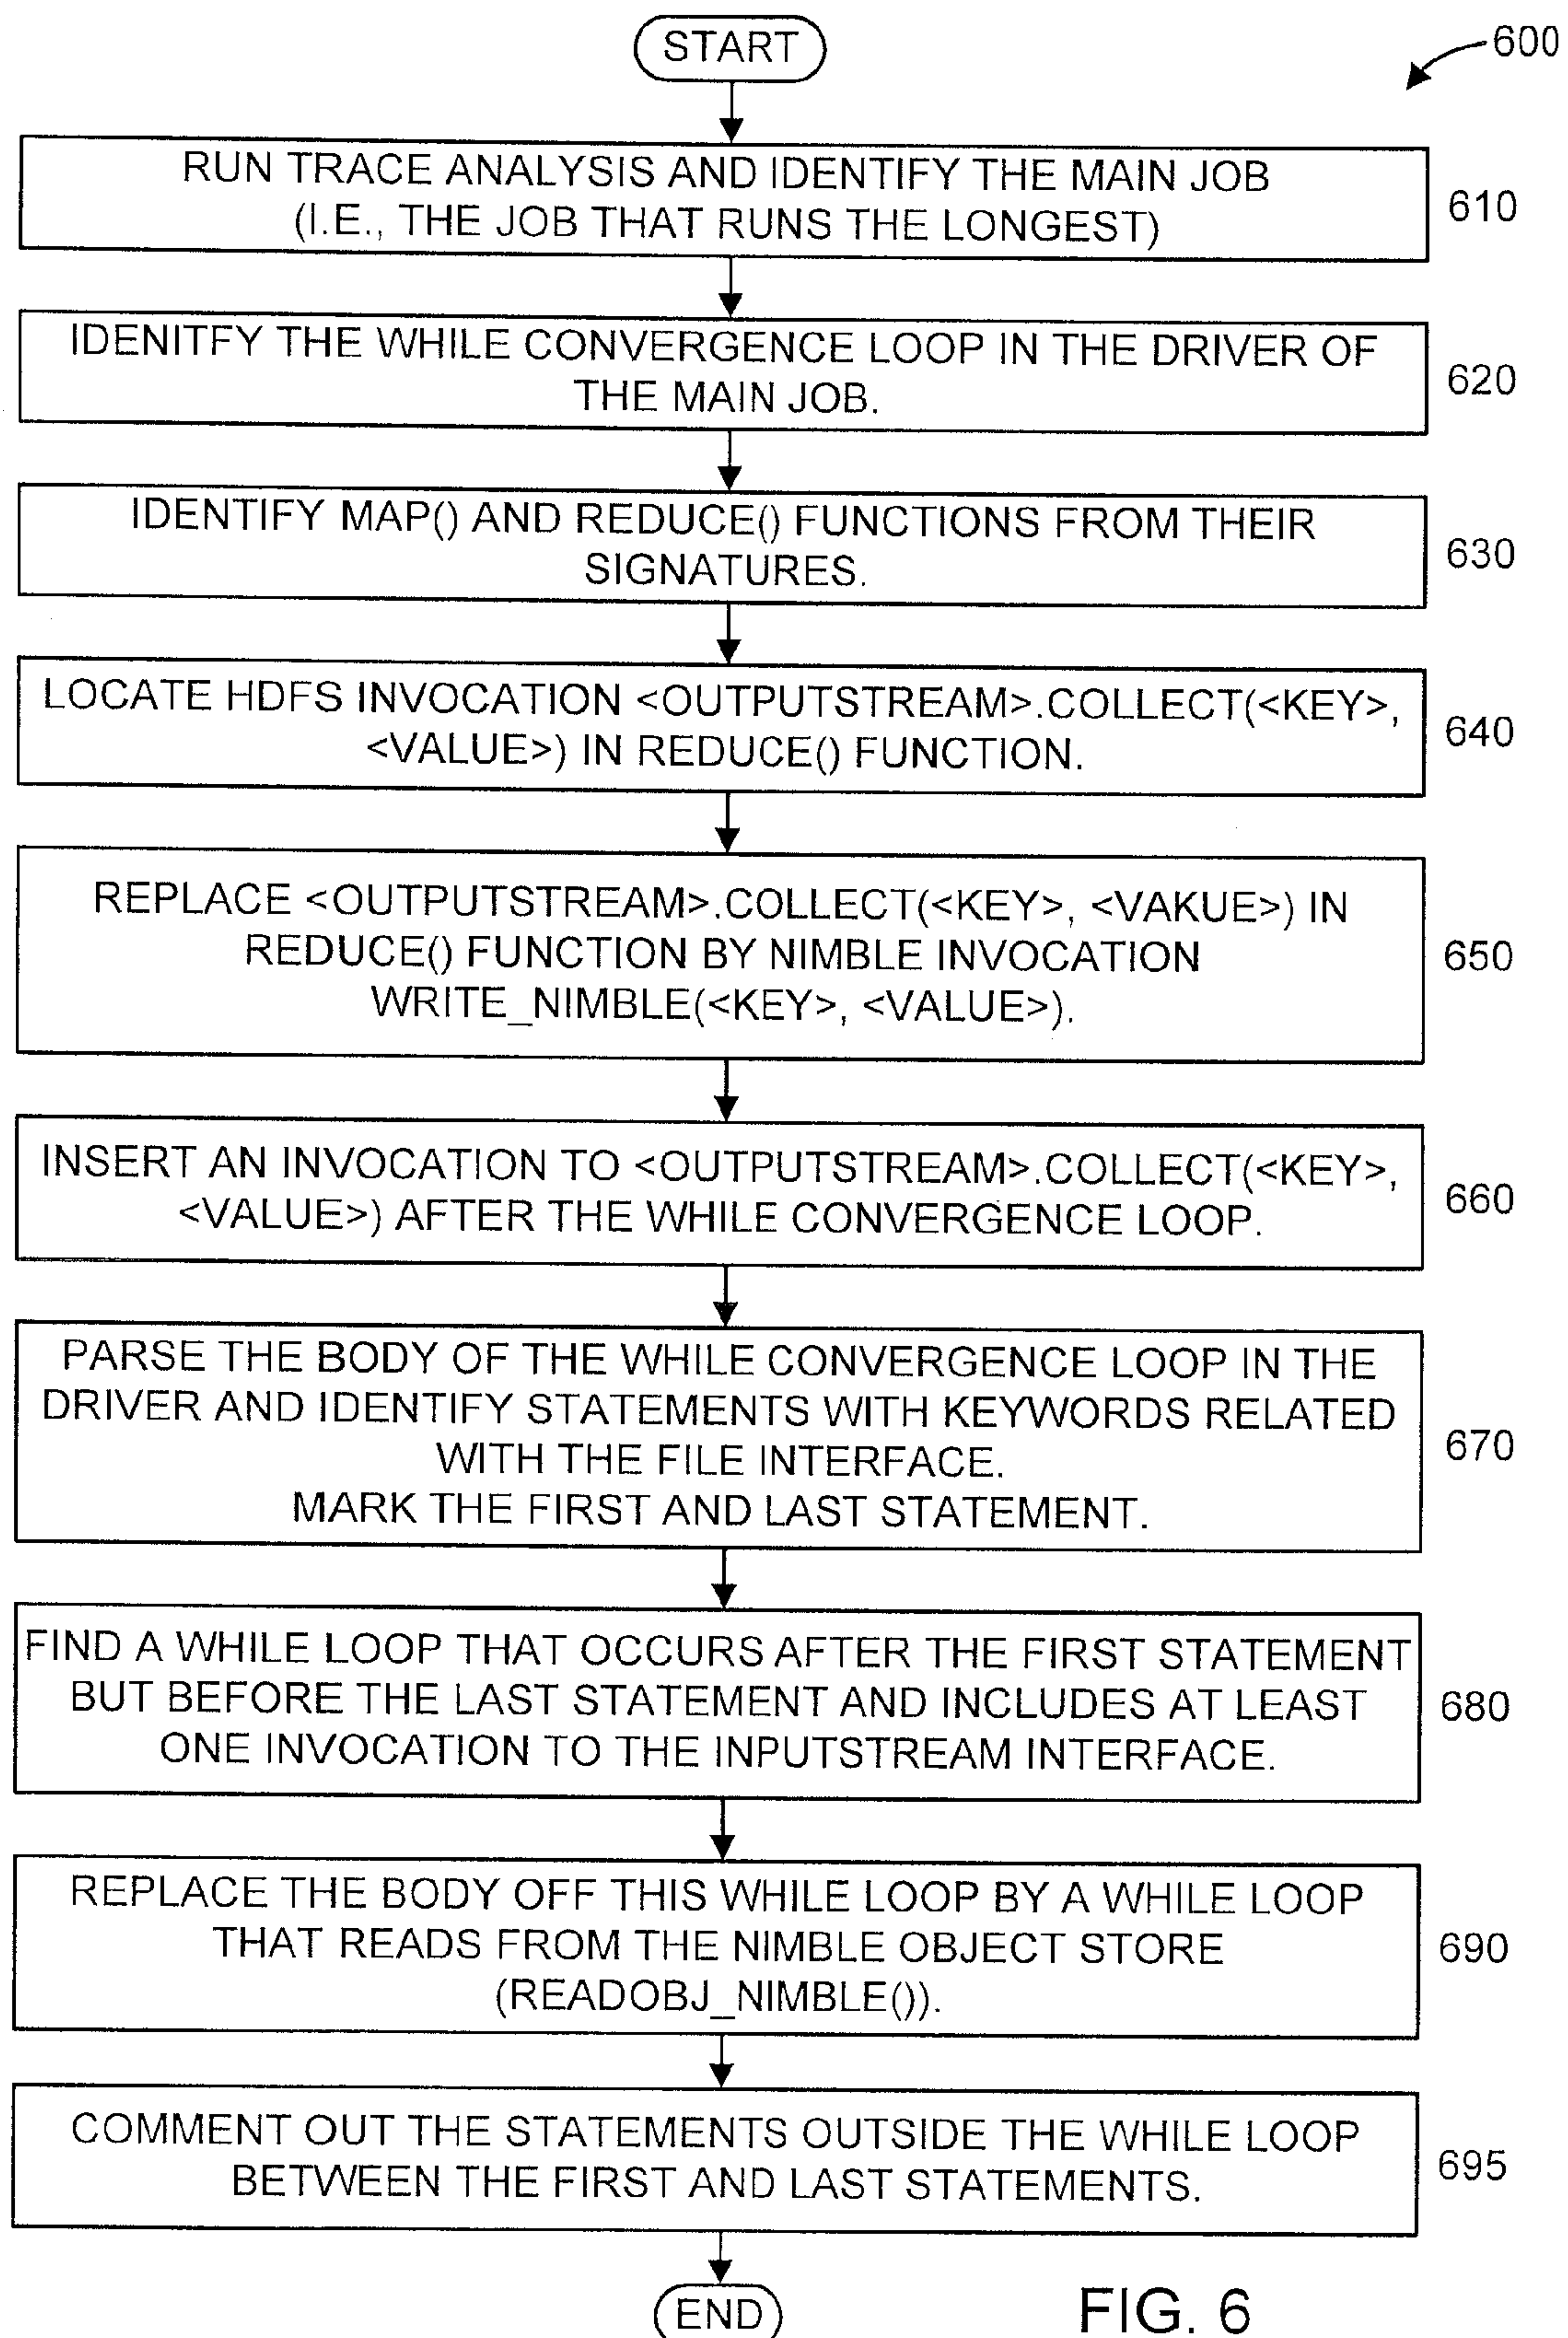 START
600
RUN TRACE ANALYSIS AND IDENTIFY THE MAIN JOB
(I.E., THE JOB THAT RUNS THE LONGEST)
610
IDENITFY THE WHILE CONVERGENCE LOOP IN THE DRIVER OF
THE MAIN JOB.
620
IDENTIFY MAP() AND REDUCE() FUNCTIONS FROM THEIR
SIGNATURES.
630
LOCATE HDFS INVOCATION <OUTPUTSTREAM>.COLLECT(<KEY>,
<VALUE>) IN REDUCE() FUNCTION.
640
REPLACE <OUTPUTSTREAM>.COLLECT(<KEY>, <VAKUE>) IN
REDUCE() FUNCTION BY NIMBLE INVOCATION
WRITE_NIMBLE(<KEY>, <VALUE>).
650
INSERT AN INVOCATION TO <OUTPUTSTREAM>.COLLECT(<KEY>,
<VALUE>) AFTER THE WHILE CONVERGENCE LOOP.
660
PARSE THE BODY OF THE WHILE CONVERGENCE LOOP IN THE
DRIVER AND IDENTIFY STATEMENTS WITH KEYWORDS RELATED
WITH THE FILE INTERFACE.
MARK THE FIRST AND LAST STATEMENT.
670
FIND A WHILE LOOP THAT OCCURS AFTER THE FIRST STATEMENT
BUT BEFORE THE LAST STATEMENT AND INCLUDES AT LEAST
ONE INVOCATION TO THE INPUTSTREAM INTERFACE.
680
REPLACE THE BODY OFF THIS WHILE LOOP BY A WHILE LOOP
THAT READS FROM THE NIMBLE OBJECT STORE
(READOBJ_NIMBLE()).
690
COMMENT OUT THE STATEMENTS OUTSIDE THE WHILE LOOP
BETWEEN THE FIRST AND LAST STATEMENTS.
695
END
FIG. 6